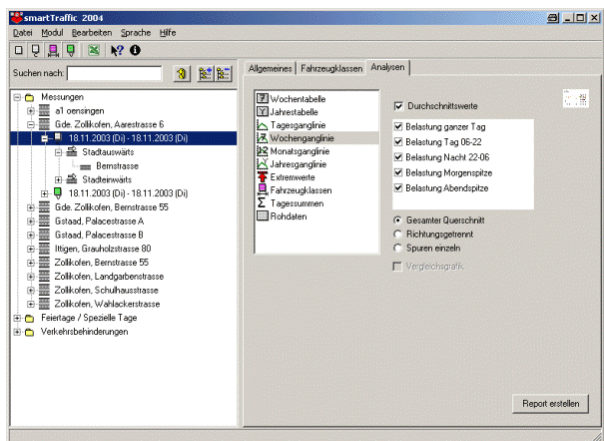 smartTraffic 2004
Datei Modul Bearbeiten Sprache Hilfe
Suchen nach:
Messungen
a1 oensingen
Gde. Zollikofen, Aarestrasse 6
18.11.2003 (Di) - 18.11.2003 (Di)
Stadtauswärts
Bernstrasse
Stadteinwärts
18.11.2003 (Di) - 18.11.2003 (Di)
Gde. Zollikofen, Bernstrasse 55
Gstaad, Palacestrasse A
Gstaad, Palacestrasse B
Ittigen, Grauholzstrasse 80
Zollikofen, Bernstrasse 55
Zollikofen, Landgarbenstrasse
Zollikofen, Schulhausstrasse
Zollikofen, Wahlackerstrasse
Feiertage / Spezielle Tage
Verkehrsbehinderungen
Allgemeines Fahrzeugklassen Analysen
Wochentabelle
Jahrestabelle
Tagesganglinie
Wochenganglinie
Monatsganglinie
Jahresganglinie
Extremwerte
Fahrzeugklassen
Tagessummen
Rohdaten
Durchschnittswerte
Belastung ganzer Tag
Belastung Tag 06-22
Belastung Nacht 22-06
Belastung Morgenspitze
Belastung Abendspitze
Gesamter Querschnitt
Richtungsgetrennt
Spuren einzeln
Vergleichsgrafik
Report erstellen